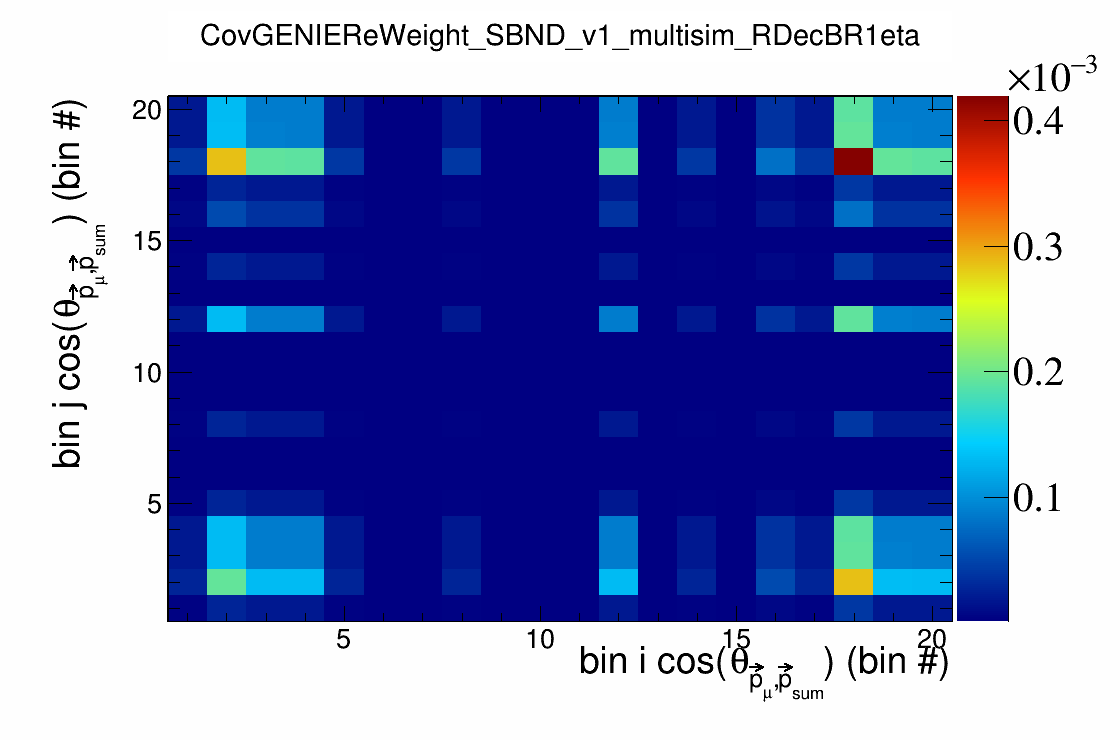 CovGENIEReWeight_SBND_v1_multisim_RDecBR1eta
×10⁻³
0.4
0.3
0.2
0.1
20
15
10
5
bin j cos(θ_{p⃗_μ,p⃗_sum}) (bin #)
5 10 15 20
bin i cos(θ_{p⃗_μ,p⃗_sum}) (bin #)